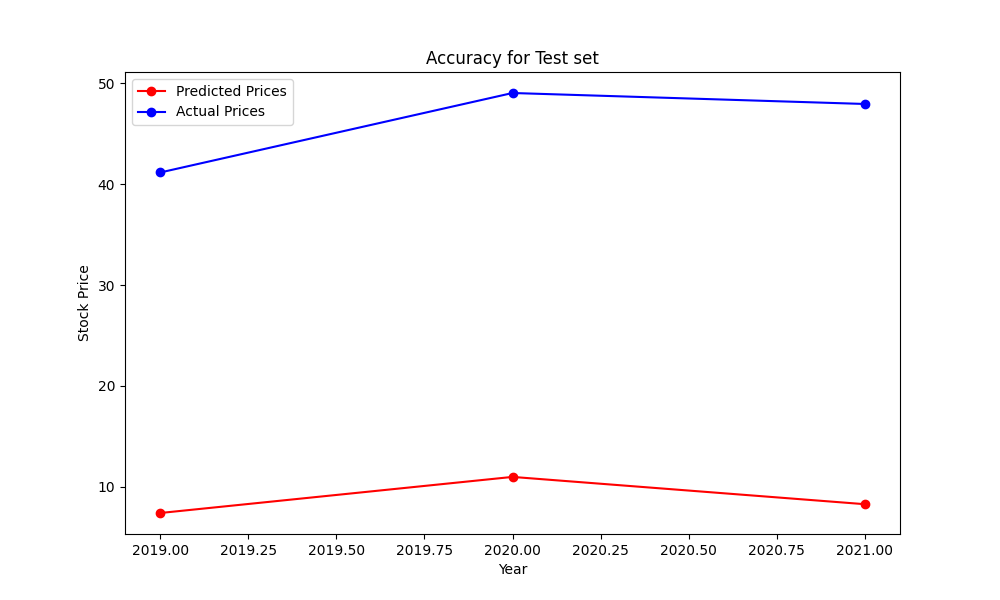 Accuracy for Test set
Predicted Prices
Actual Prices
50
40
30
20
10
Stock Price
2019.00 2019.25 2019.50 2019.75 2020.00 2020.25 2020.50 2020.75 2021.00
Year